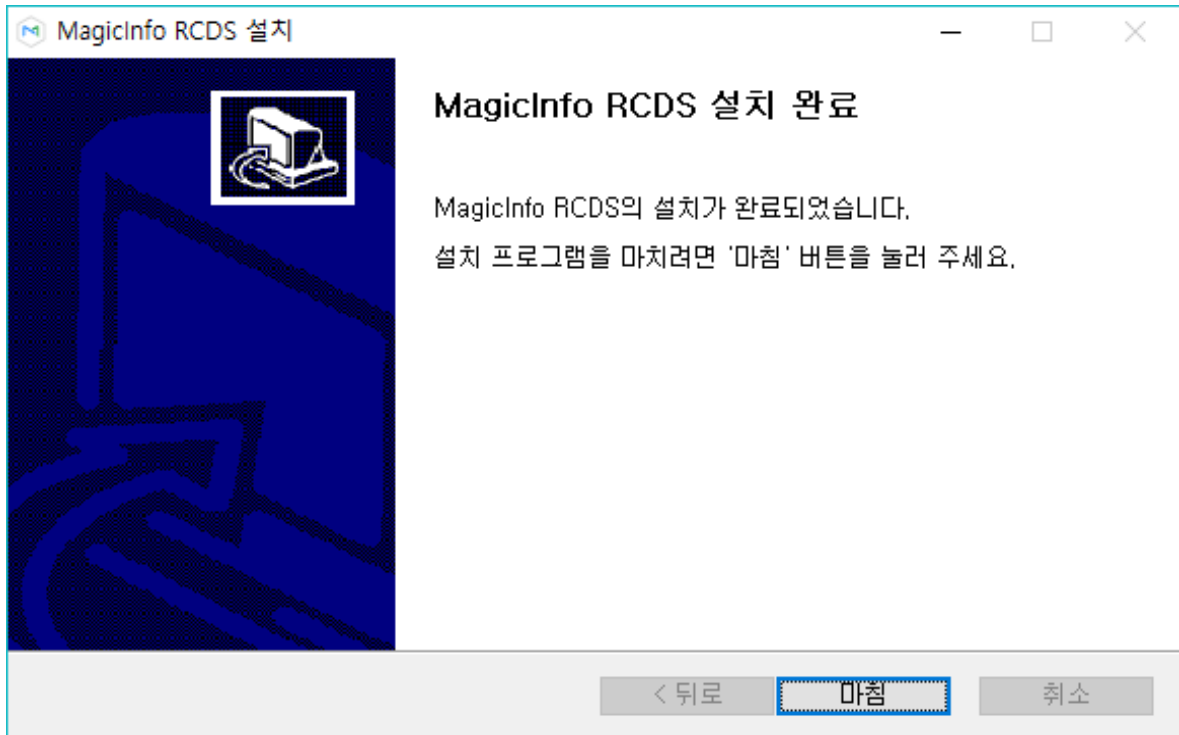 MagicInfo RCDS 설치
MagicInfo RCDS 설치 완료
MagicInfo RCDS의 설치가 완료되었습니다.
설치 프로그램을 마치려면 '마침' 버튼을 눌러 주세요.
< 뒤로
마침
취소